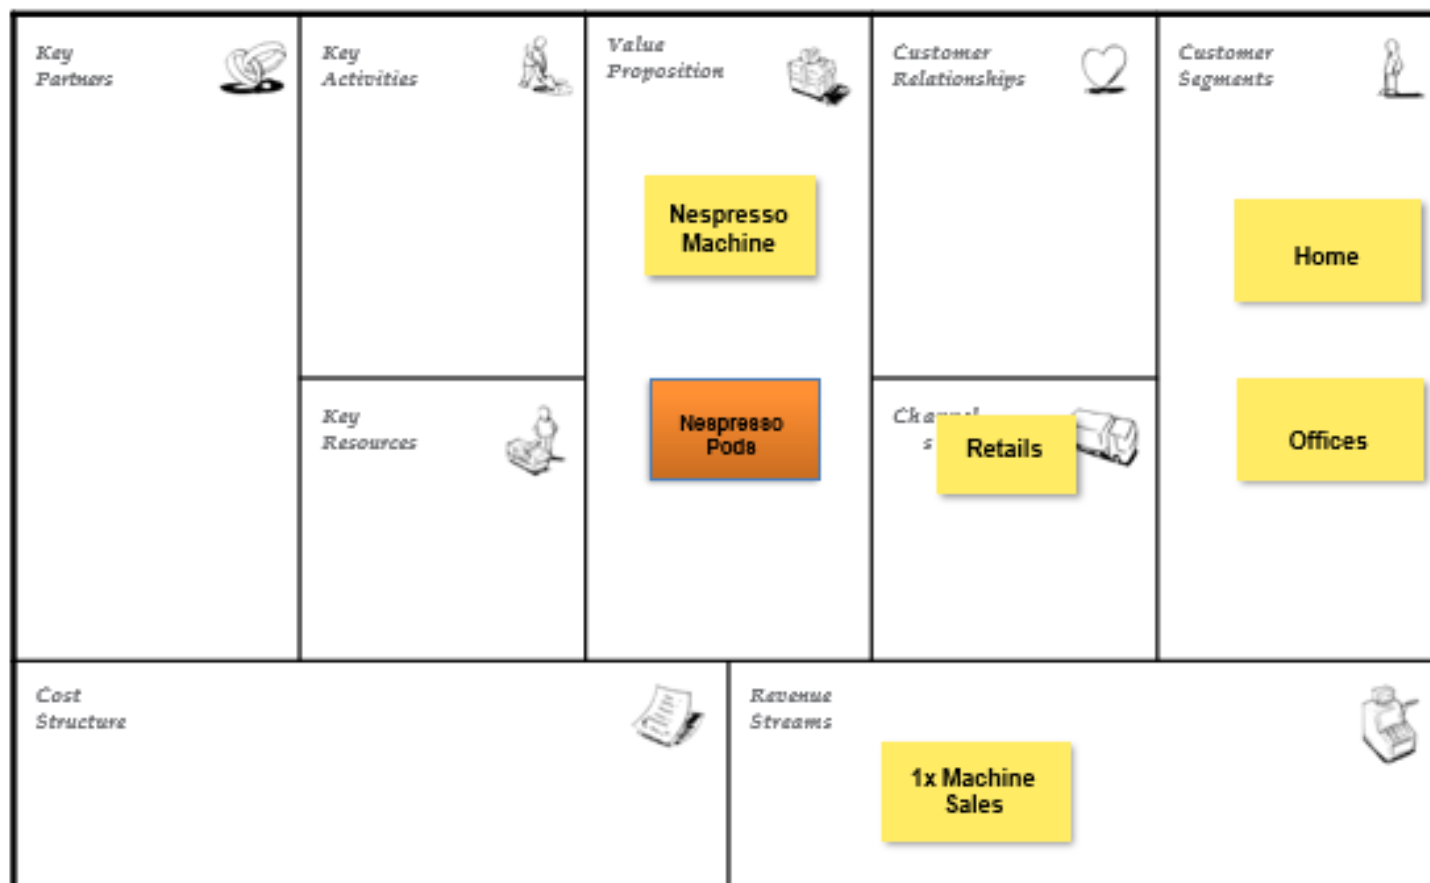 Key
Partners
Key
Activities
Value
Proposition
Customer
Relationships
Customer
Segments
Nespresso
Machine
Home
Key
Resources
Nespresso
Pods
Channel
s
Retails
Offices
Cost
Structure
Revenue
Streams
1x Machine
Sales